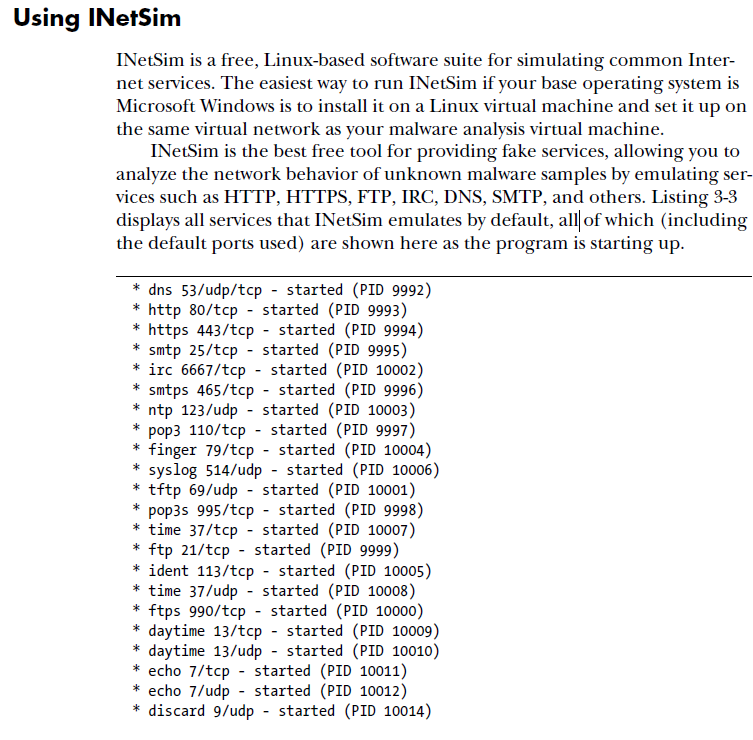 Using INetSim
INetSim is a free, Linux-based software suite for simulating common Inter-
net services. The easiest way to run INetSim if your base operating system is
Microsoft Windows is to install it on a Linux virtual machine and set it up on
the same virtual network as your malware analysis virtual machine.
INetSim is the best free tool for providing fake services, allowing you to
analyze the network behavior of unknown malware samples by emulating ser-
vices such as HTTP, HTTPS, FTP, IRC, DNS, SMTP, and others. Listing 3-3
displays all services that INetSim emulates by default, all of which (including
the default ports used) are shown here as the program is starting up.
* dns 53/udp/tcp - started (PID 9992)
* http 80/tcp - started (PID 9993)
* https 443/tcp - started (PID 9994)
* smtp 25/tcp - started (PID 9995)
* irc 6667/tcp - started (PID 10002)
* smtps 465/tcp - started (PID 9996)
* ntp 123/udp - started (PID 10003)
* pop3 110/tcp - started (PID 9997)
* finger 79/tcp - started (PID 10004)
* syslog 514/udp - started (PID 10006)
* tftp 69/udp - started (PID 10001)
* pop3s 995/tcp - started (PID 9998)
* time 37/tcp - started (PID 10007)
* ftp 21/tcp - started (PID 9999)
* ident 113/tcp - started (PID 10005)
* time 37/udp - started (PID 10008)
* ftps 990/tcp - started (PID 10000)
* daytime 13/tcp - started (PID 10009)
* daytime 13/udp - started (PID 10010)
* echo 7/tcp - started (PID 10011)
* echo 7/udp - started (PID 10012)
* discard 9/udp - started (PID 10014)